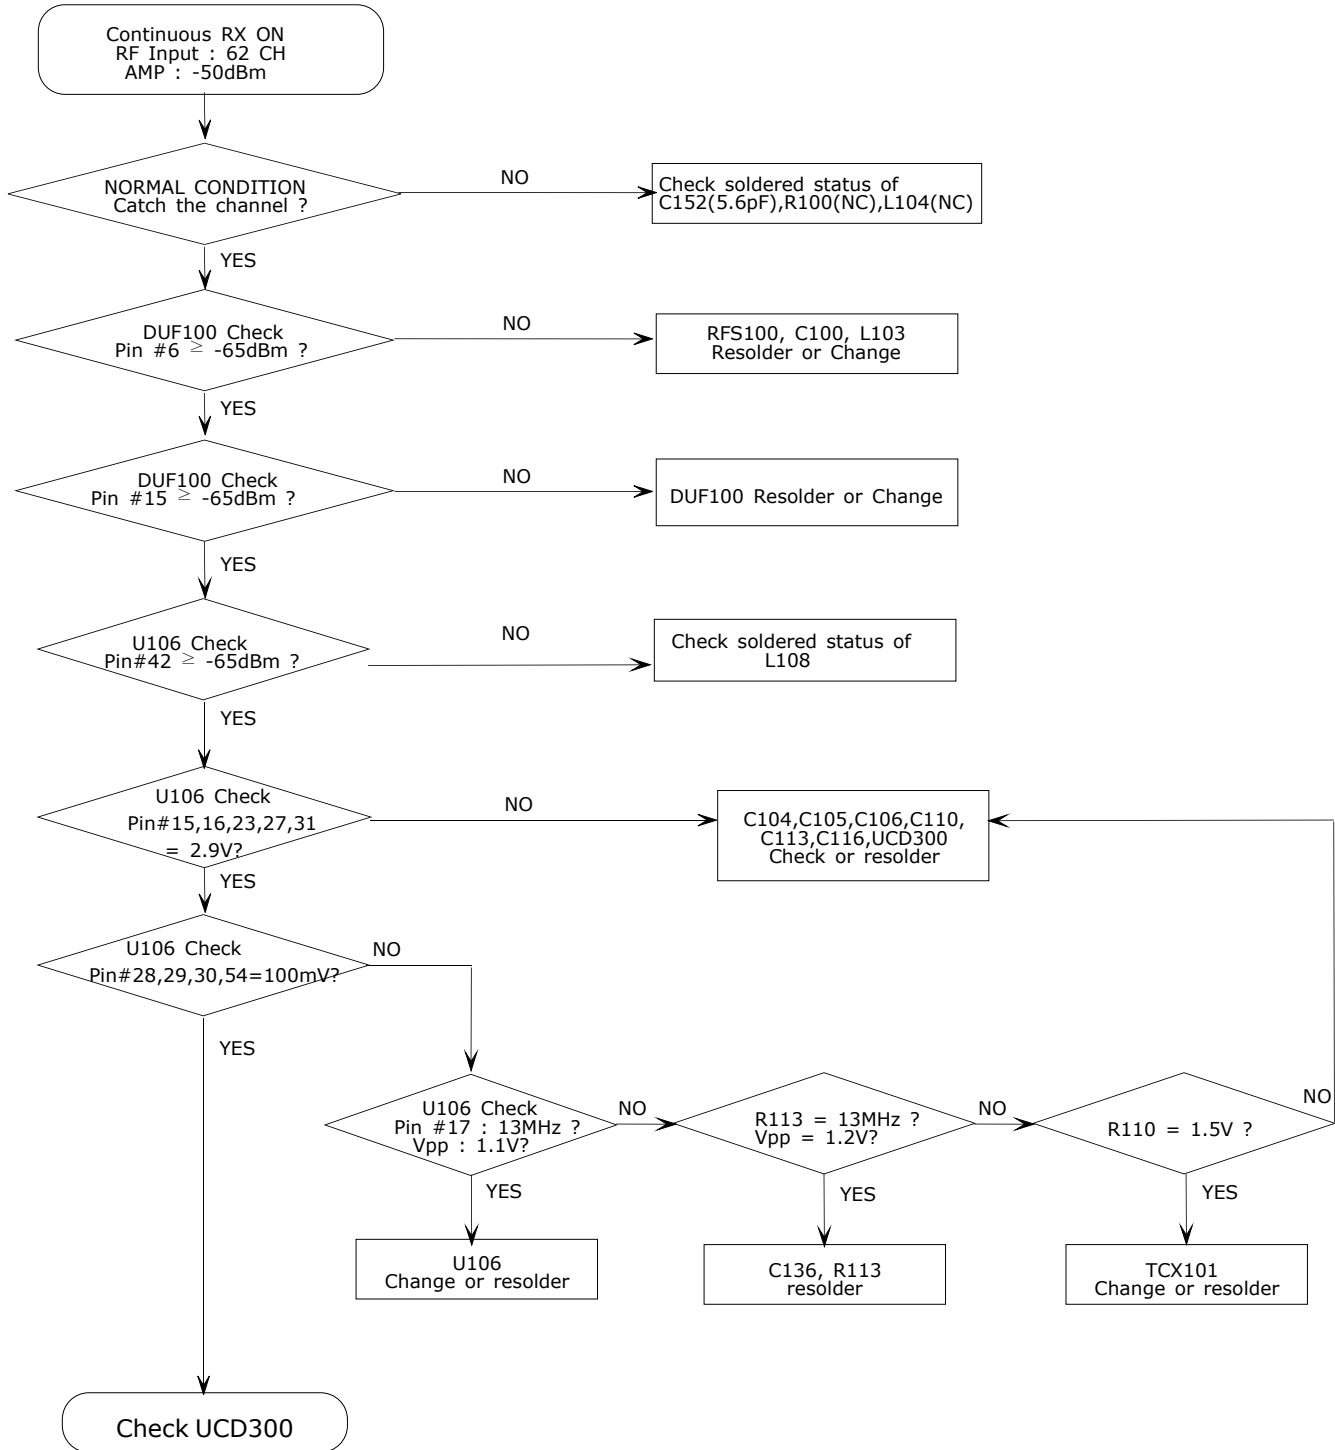 Continuous RX ON
RF Input : 62 CH
AMP : -50dBm
NORMAL CONDITION
Catch the channel ?
NO
Check soldered status of
C152(5.6pF),R100(NC),L104(NC)
YES
DUF100 Check
Pin #6 ≥ -65dBm ?
NO
RFS100, C100, L103
Resolder or Change
YES
DUF100 Check
Pin #15 ≥ -65dBm ?
NO
DUF100 Resolder or Change
YES
U106 Check
Pin#42 ≥ -65dBm ?
NO
Check soldered status of
L108
YES
U106 Check
Pin#15,16,23,27,31
= 2.9V?
NO
C104,C105,C106,C110,
C113,C116,UCD300
Check or resolder
YES
U106 Check
Pin#28,29,30,54=100mV?
NO
YES
U106 Check
Pin #17 : 13MHz ?
Vpp : 1.1V?
NO
R113 = 13MHz ?
Vpp = 1.2V?
NO
R110 = 1.5V ?
NO
YES
YES
YES
U106
Change or resolder
C136, R113
resolder
TCX101
Change or resolder
Check UCD300